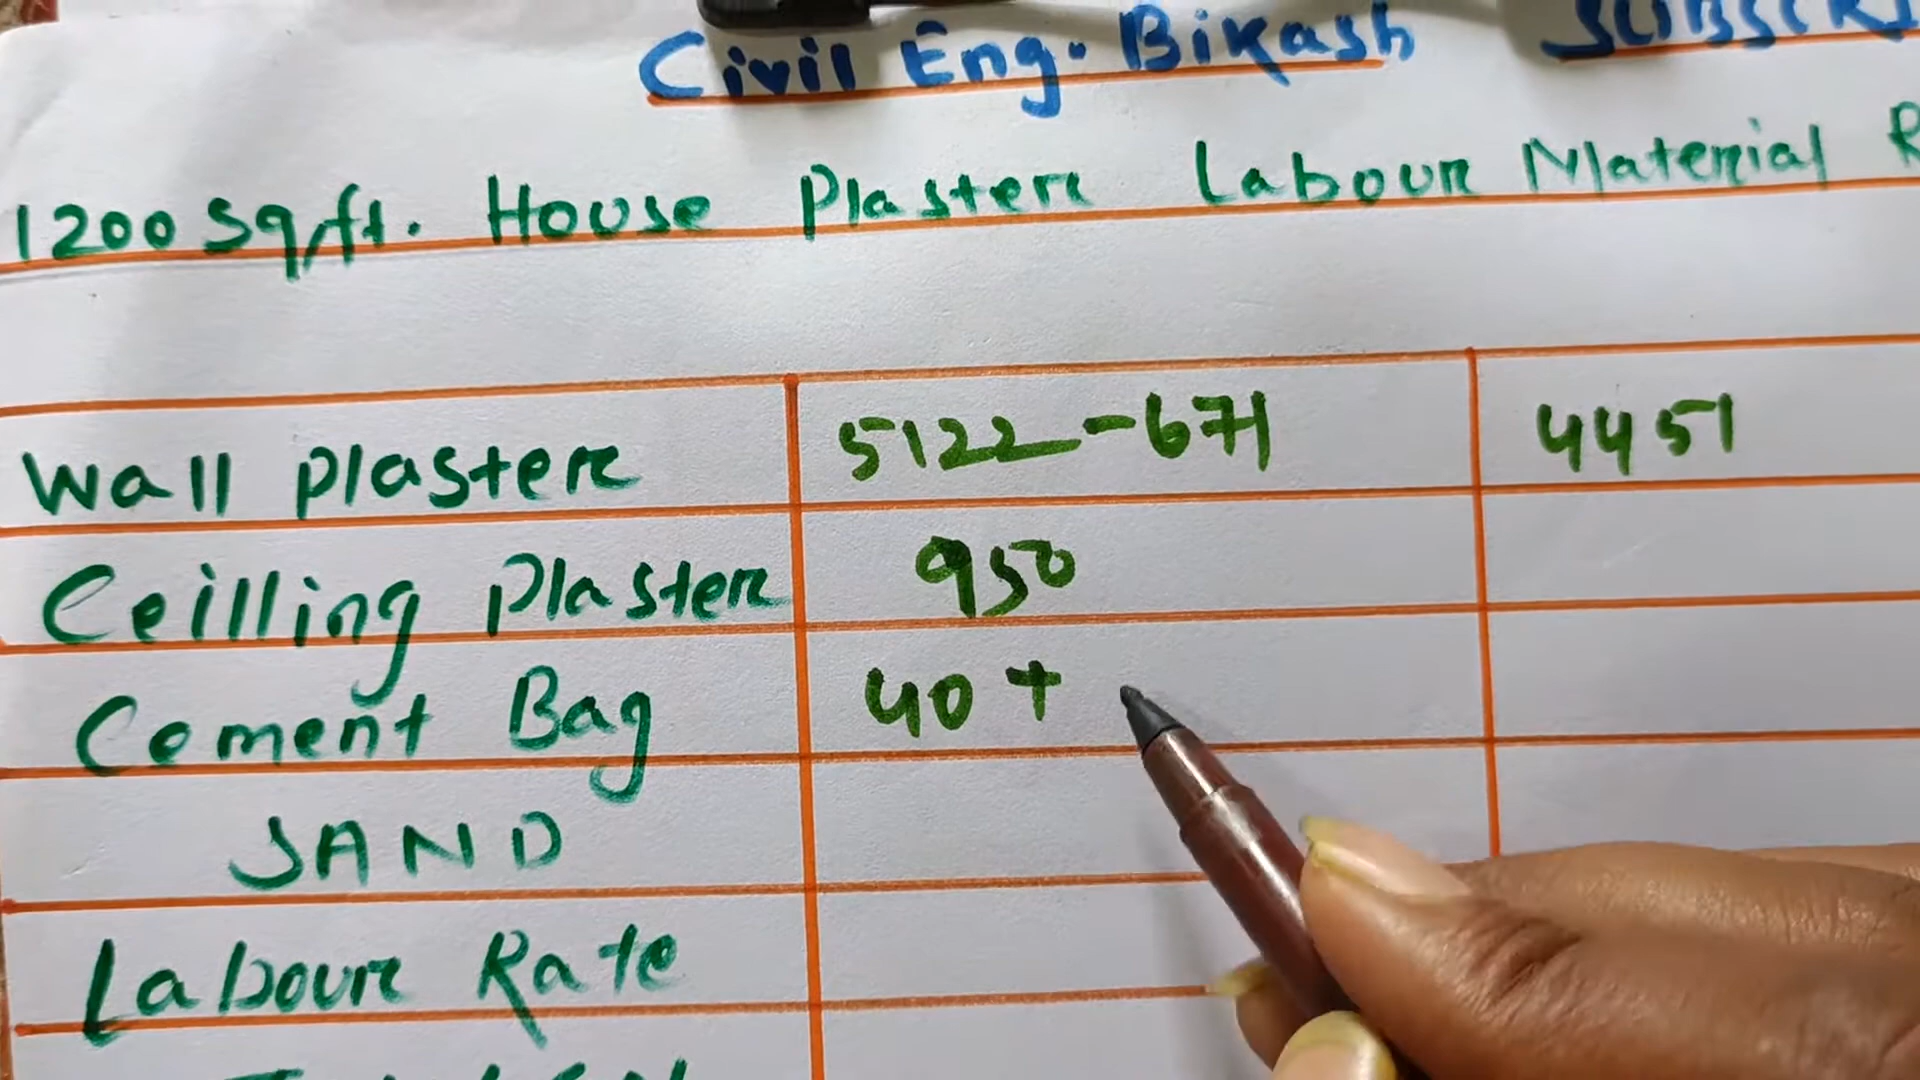 Civil Eng. Bikash
1200 Sq/ft. House Plaster Labour Material
Wall Plaster 5122 - 671 4451
Ceilling Plaster 950
Cement Bag 40 +
SAND
Labour Rate